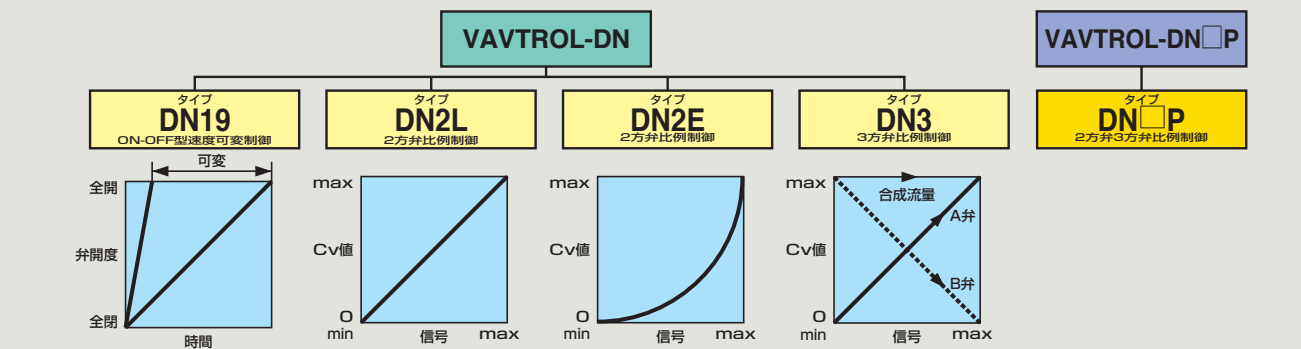 VAVTROL-DN
VAVTROL-DN□P
タイプ
DN19
ON-OFF型速度可変制御
タイプ
DN2L
2方弁比例制御
タイプ
DN2E
2方弁比例制御
タイプ
DN3
3方弁比例制御
タイプ
DN□P
2方弁3方弁比例制御
可変
全開
弁開度
全閉
時間
max
Cv値
0
min 信号 max
max
Cv値
0
min 信号 max
max
合成流量
A弁
Cv値
B弁
0
min 信号 max